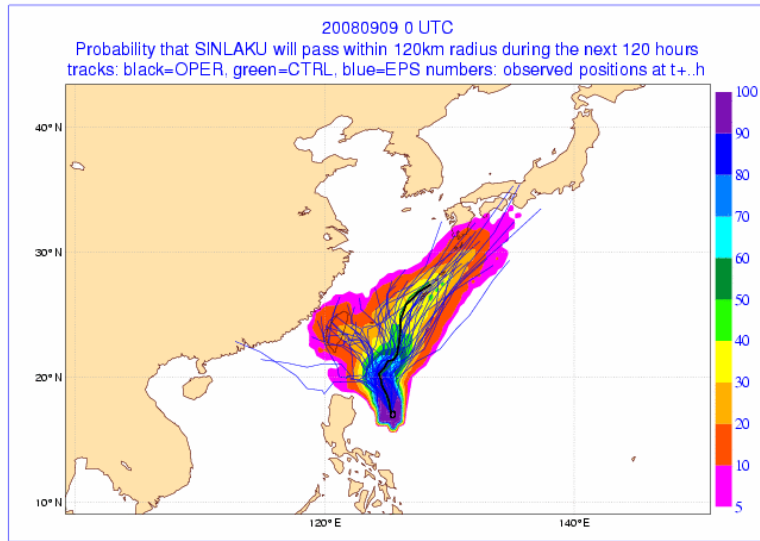 20080909 0 UTC
Probability that SINLAKU will pass within 120km radius during the next 120 hours
tracks: black=OPER, green=CTRL, blue=EPS numbers: observed positions at t+..h
100
90
80
70
60
50
40
30
20
10
5
40°N
30°N
20°N
10°N
120°E
140°E